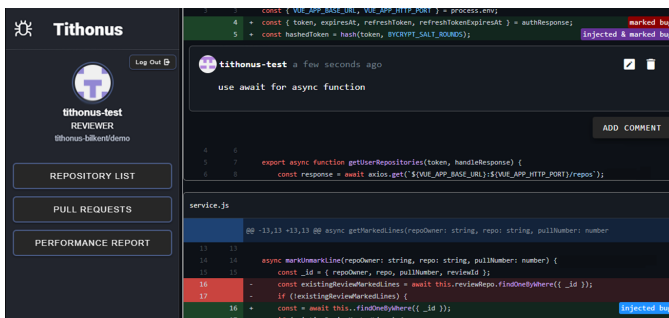 Tithonus
Log Out
tithonus-test
REVIEWER
tithonus-bilkent/demo
REPOSITORY LIST
PULL REQUESTS
PERFORMANCE REPORT
3 3 const { VUE_APP_BASE_URL, VUE_APP_HTTP_PORT } = process.env;
4 + const { token, expiresAt, refreshToken, refreshTokenExpiresAt } = authResponse; marked bug
5 + const hashedToken = hash(token, BYCRYPT_SALT_ROUNDS); injected & marked bug
tithonus-test a few seconds ago
use await for async function
ADD COMMENT
4 6
5 7 export async function getUserRepositories(token, handleResponse) {
6 8 const response = await axios.get(`${VUE_APP_BASE_URL}:${VUE_APP_HTTP_PORT}/repos`);
service.js
@@ -13,13 +13,13 @@ async getMarkedLines(repoOwner: string, repo: string, pullNumber: number
13 13
14 14 async markUnmarkLine(repoOwner: string, repo: string, pullNumber: number) {
15 15 const _id = { repoOwner, repo, pullNumber, reviewId };
16 - const existingReviewMarkedLines = await this.reviewRepo.findOneByWhere({ _id });
17 - if (!existingReviewMarkedLines) {
16 + const = await this..findOneByWhere({ _id }); injected bug